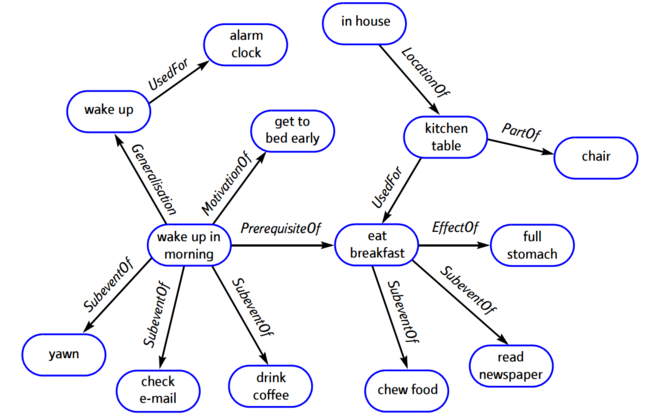 in house
alarm
clock
UsedFor
LocationOf
wake up
get to
bed early
kitchen
table
PartOf
chair
Generalisation
MotivationOf
UsedFor
wake up in
morning
PrerequisiteOf
eat
breakfast
EffectOf
full
stomach
SubeventOf
SubeventOf
SubeventOf
SubeventOf
SubeventOf
yawn
check
e-mail
drink
coffee
chew food
read
newspaper